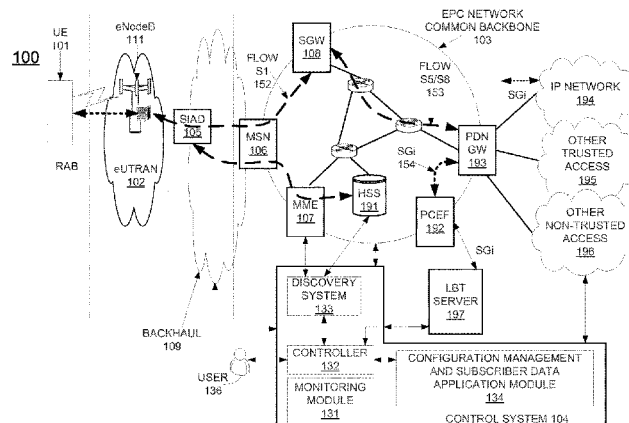 100
UE
101
eNodeB
111
RAB
eUTRAN
102
SIAD
105
BACKHAUL
109
MSN
106
FLOW
S1
152
SGW
108
EPC NETWORK
COMMON BACKBONE
103
FLOW
S5/S8
153
MME
107
HSS
191
SGi
154
PCEF
192
PDN
GW
193
SGi
IP NETWORK
194
OTHER
TRUSTED
ACCESS
195
OTHER
NON-TRUSTED
ACCESS
196
SGi
LBT
SERVER
197
DISCOVERY
SYSTEM
133
USER
136
CONTROLLER
132
MONITORING
MODULE
131
CONFIGURATION MANAGEMENT
AND SUBSCRIBER DATA
APPLICATION MODULE
134
CONTROL SYSTEM 104